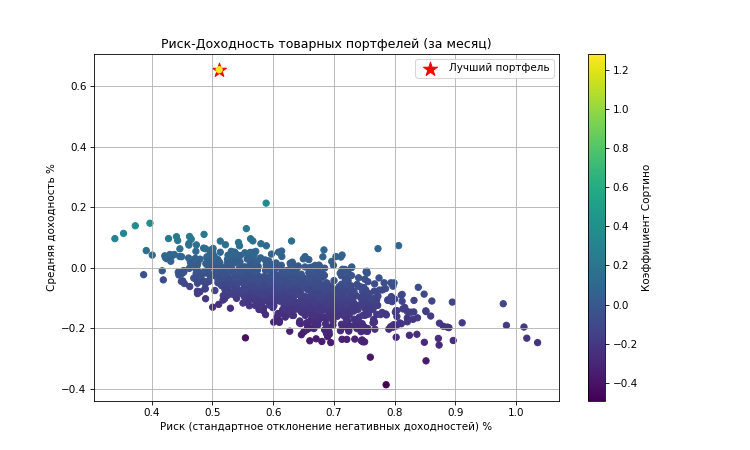 Риск-Доходность товарных портфелей (за месяц)
Лучший портфель
0.6
0.4
0.2
0.0
−0.2
−0.4
Средняя доходность %
0.4 0.5 0.6 0.7 0.8 0.9 1.0
Риск (стандартное отклонение негативных доходностей) %
1.2
1.0
0.8
0.6
0.4
0.2
0.0
−0.2
−0.4
Коэффициент Сортино